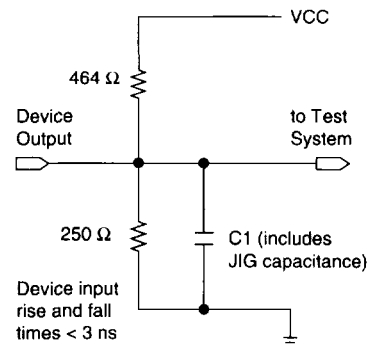 VCC
464 Ω
Device
Output
to Test
System
250 Ω
C1 (includes
JIG capacitance)
Device input
rise and fall
times < 3 ns